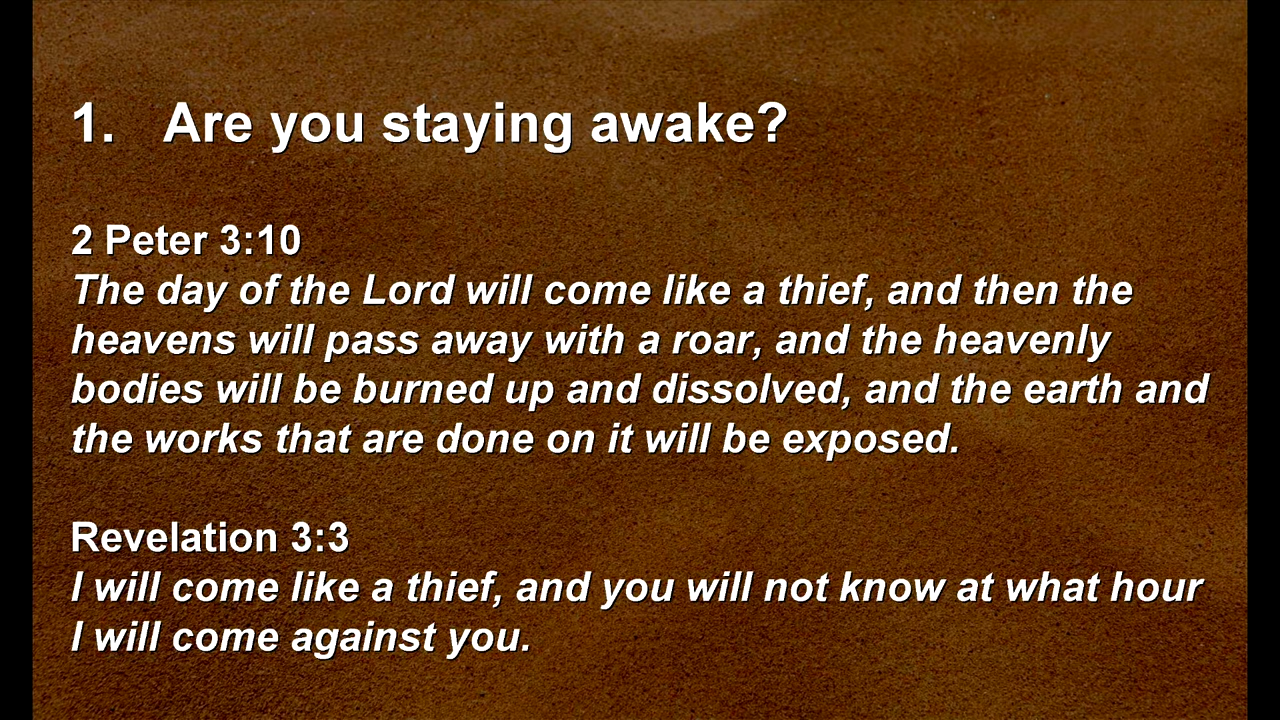 1. Are you staying awake?
2 Peter 3:10
The day of the Lord will come like a thief, and then the
heavens will pass away with a roar, and the heavenly
bodies will be burned up and dissolved, and the earth and
the works that are done on it will be exposed.
Revelation 3:3
I will come like a thief, and you will not know at what hour
I will come against you.